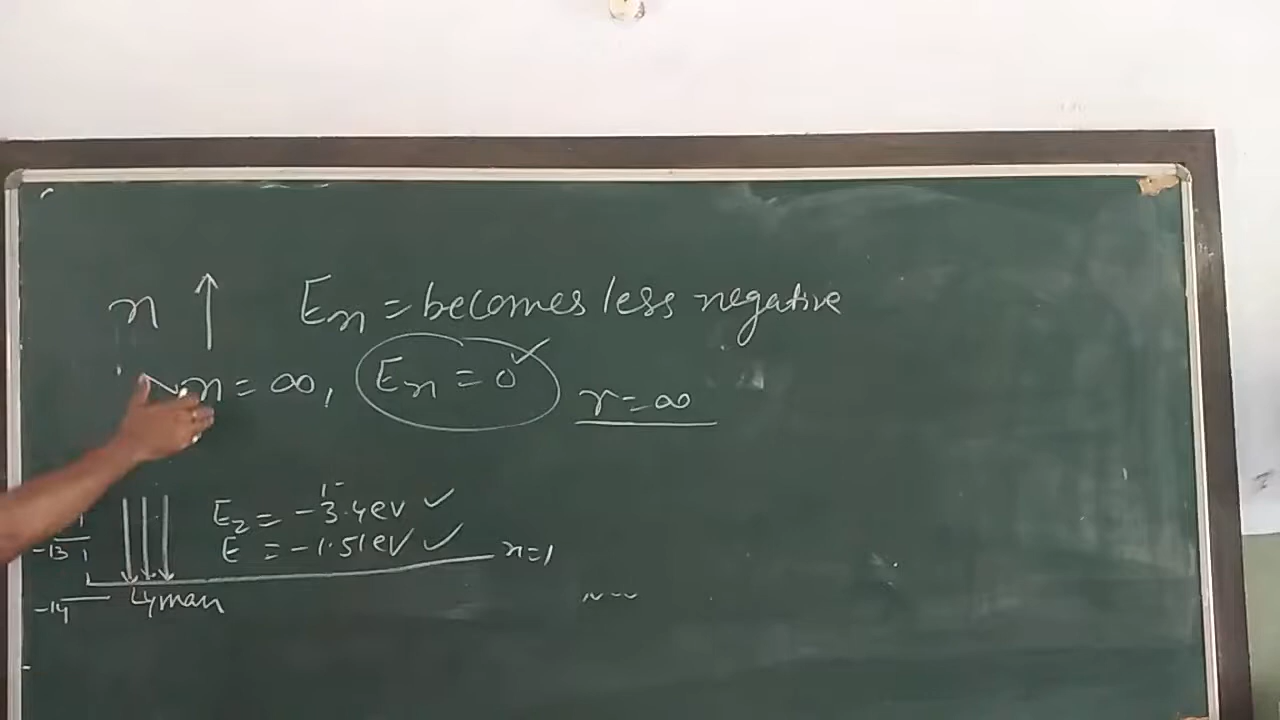 n ↑ En = becomes less negative
n = ∞, En = 0 ✓ r = ∞
E2 = -3.4ev ✓
E = -1.51ev ✓
-13
n=1
-14 Lyman